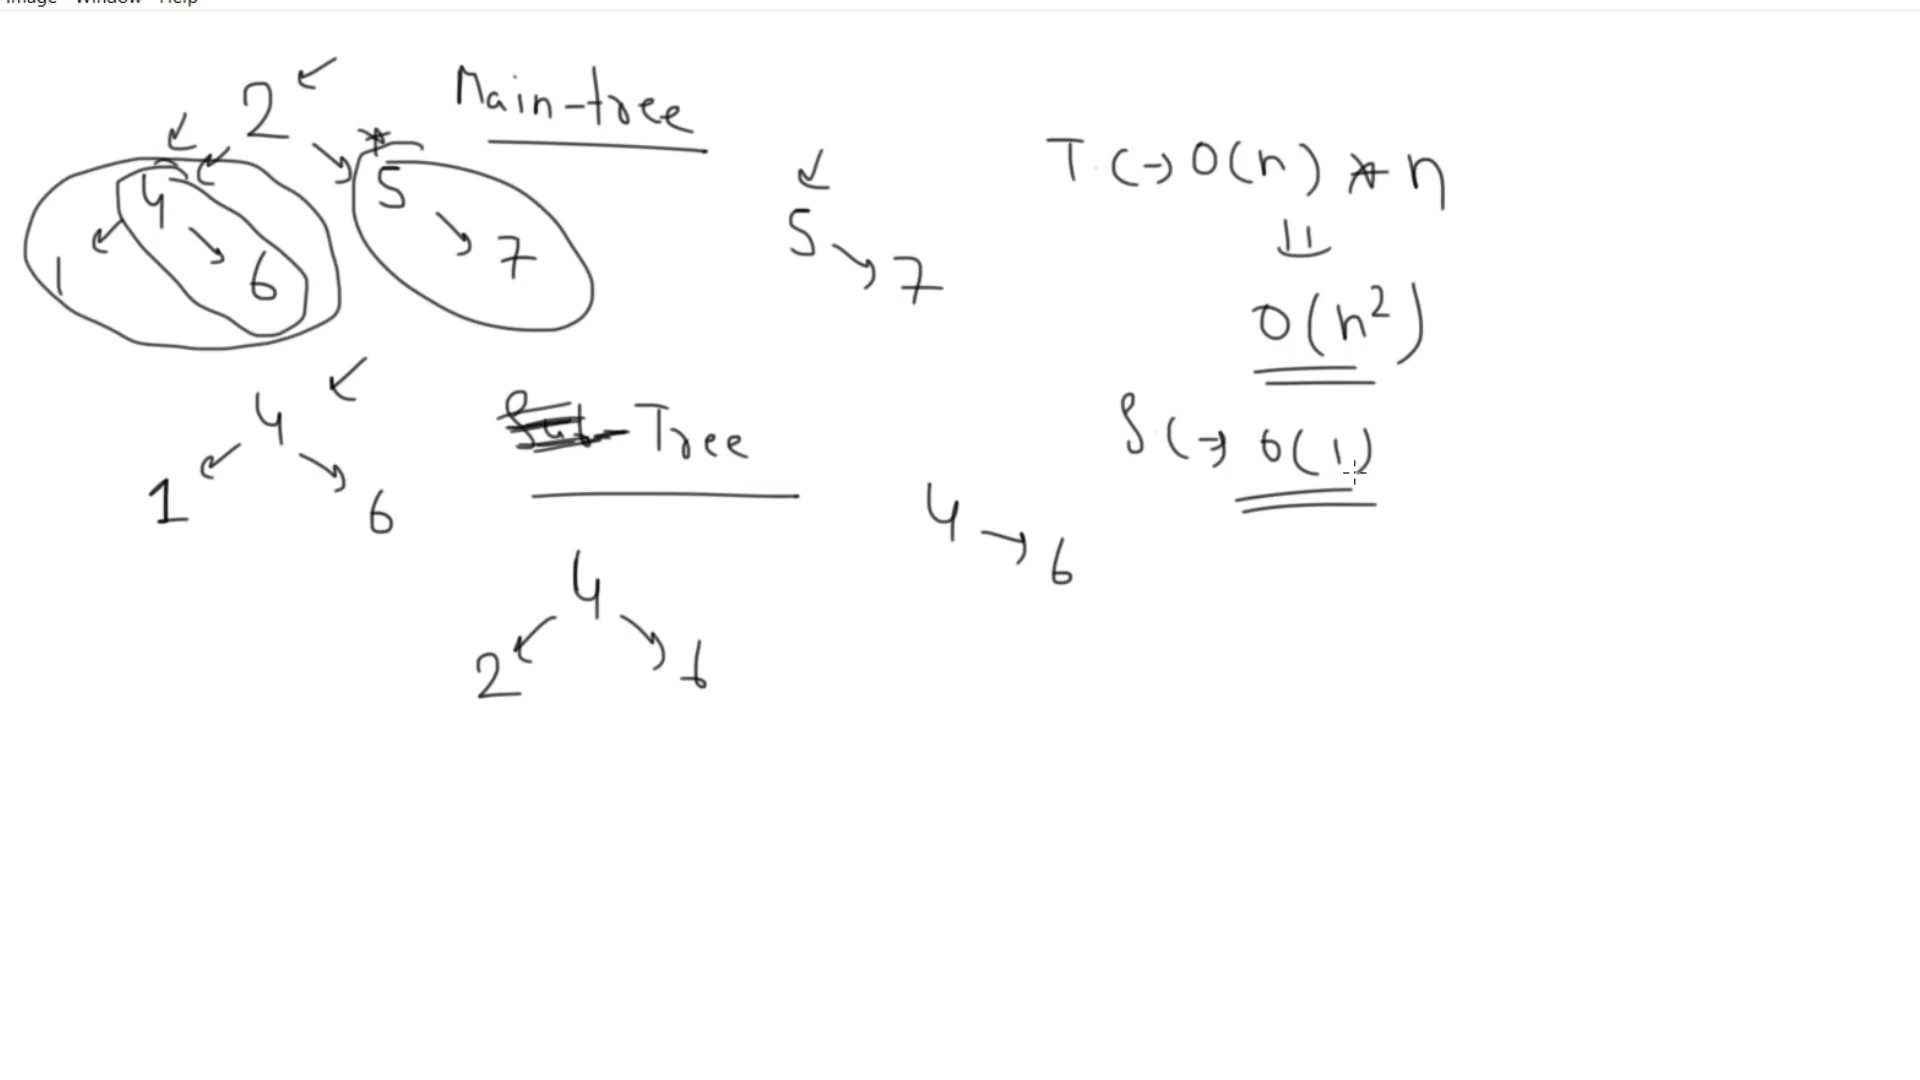 Image Window Help
2
Main-tree
4
5
1
6
7
5
7
T(→ O(n) * n
=
O(n²)
S(→ O(1)
4
1
6
Tree
4
6
4
2
6